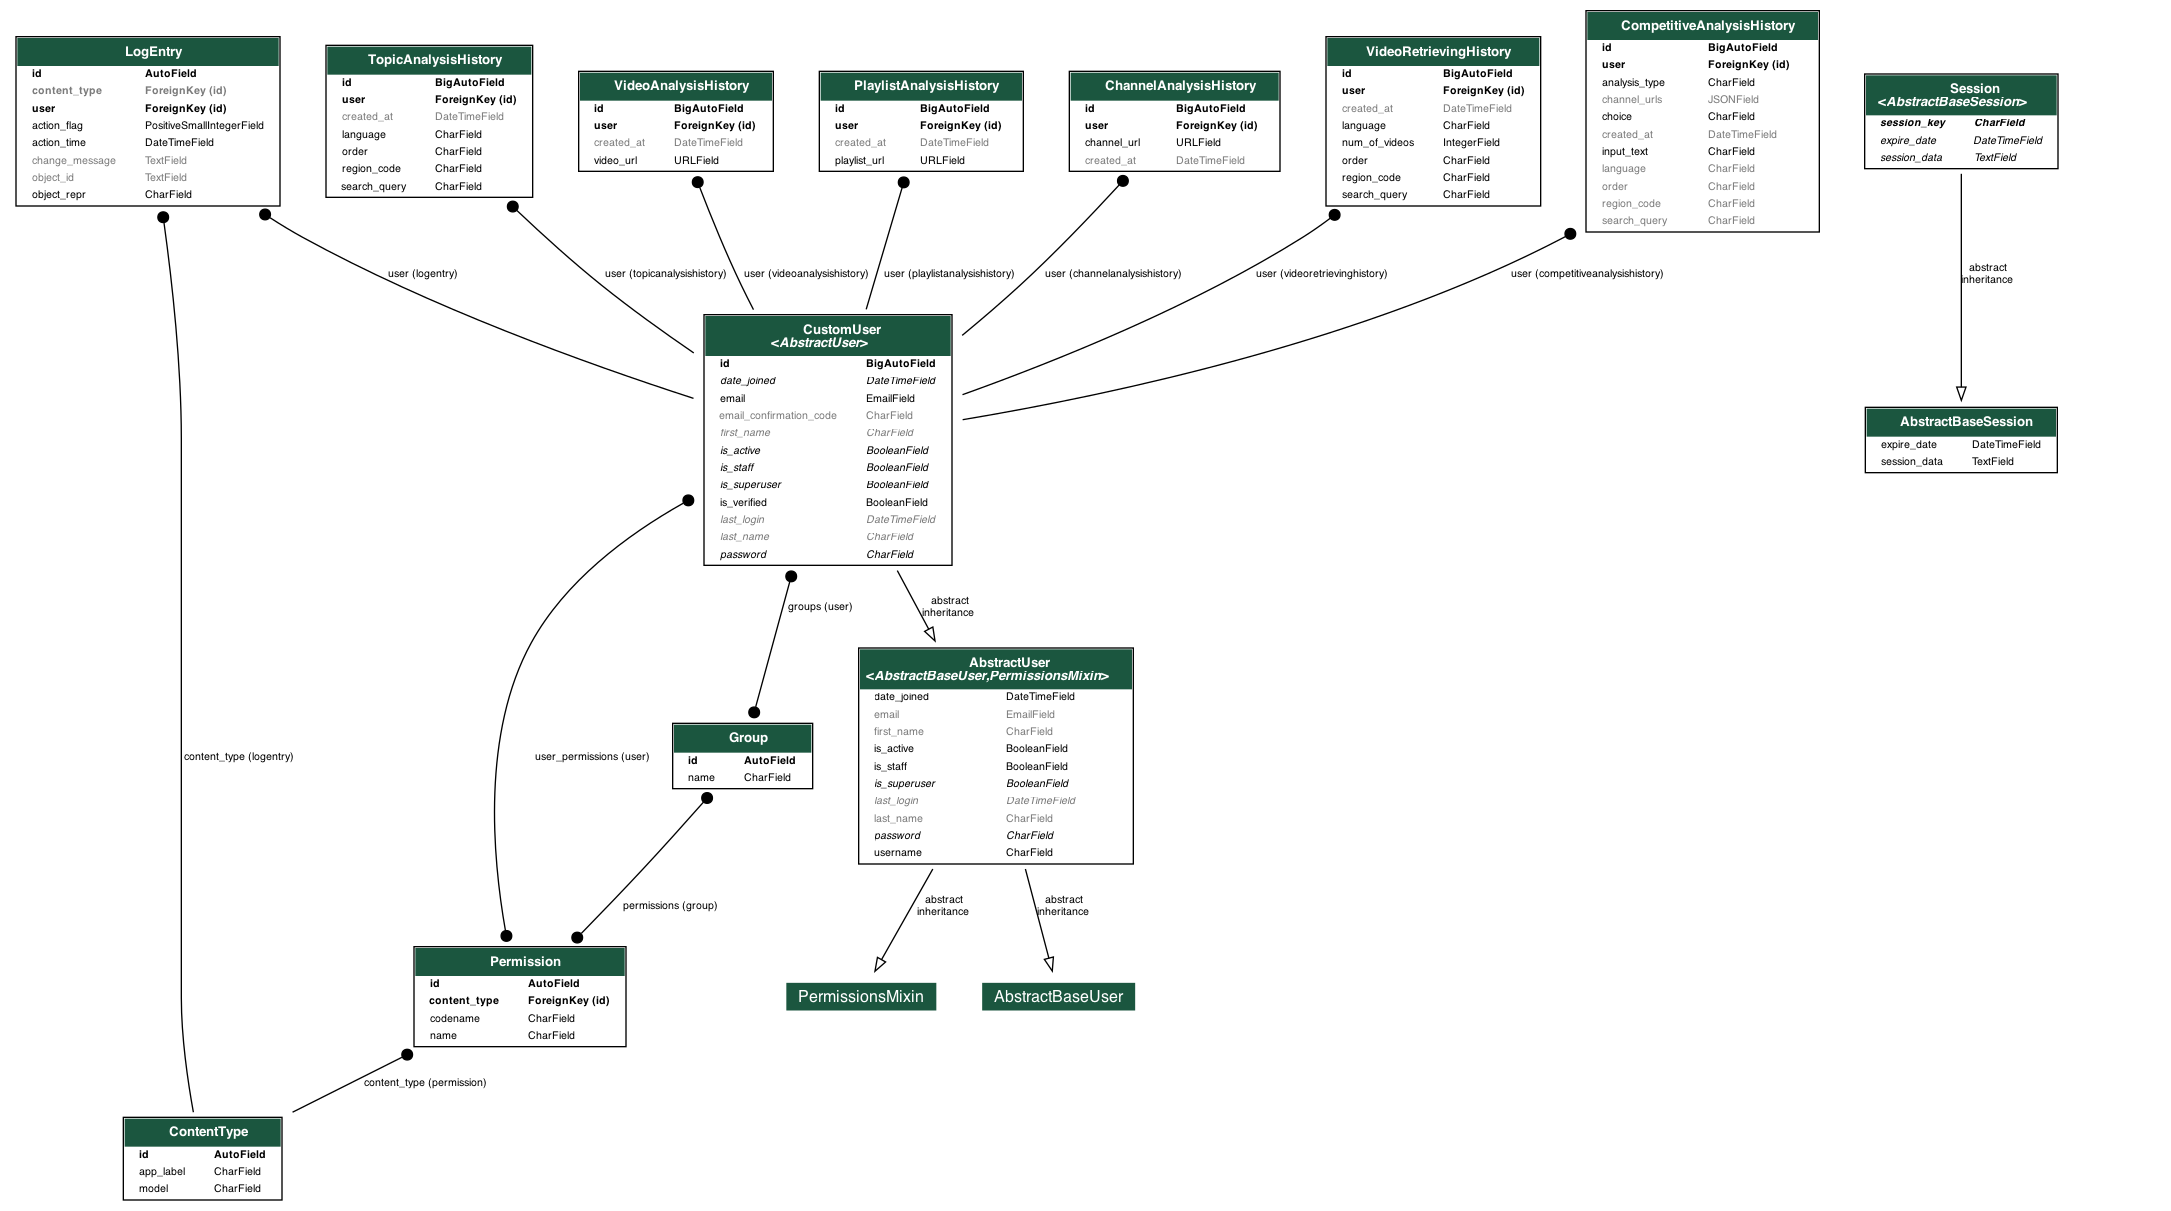 LogEntry
id AutoField
content_type ForeignKey (id)
user ForeignKey (id)
action_flag PositiveSmallIntegerField
action_time DateTimeField
change_message TextField
object_id TextField
object_repr CharField
TopicAnalysisHistory
id BigAutoField
user ForeignKey (id)
created_at DateTimeField
language CharField
order CharField
region_code CharField
search_query CharField
VideoAnalysisHistory
id BigAutoField
user ForeignKey (id)
created_at DateTimeField
video_url URLField
PlaylistAnalysisHistory
id BigAutoField
user ForeignKey (id)
created_at DateTimeField
playlist_url URLField
ChannelAnalysisHistory
id BigAutoField
user ForeignKey (id)
channel_url URLField
created_at DateTimeField
VideoRetrievingHistory
id BigAutoField
user ForeignKey (id)
created_at DateTimeField
language CharField
num_of_videos IntegerField
order CharField
region_code CharField
search_query CharField
CompetitiveAnalysisHistory
id BigAutoField
user ForeignKey (id)
analysis_type CharField
channel_urls JSONField
choice CharField
created_at DateTimeField
input_text CharField
language CharField
order CharField
region_code CharField
search_query CharField
Session
<AbstractBaseSession>
session_key CharField
expire_date DateTimeField
session_data TextField
user (logentry)
user (topicanalysishistory)
user (videoanalysishistory)
user (playlistanalysishistory)
user (channelanalysishistory)
user (videoretrievinghistory)
user (competitiveanalysishistory)
abstract
inheritance
CustomUser
<AbstractUser>
id BigAutoField
date_joined DateTimeField
email EmailField
email_confirmation_code CharField
first_name CharField
is_active BooleanField
is_staff BooleanField
is_superuser BooleanField
is_verified BooleanField
last_login DateTimeField
last_name CharField
password CharField
AbstractBaseSession
expire_date DateTimeField
session_data TextField
groups (user)
abstract
inheritance
AbstractUser
<AbstractBaseUser,PermissionsMixin>
date_joined DateTimeField
email EmailField
first_name CharField
is_active BooleanField
is_staff BooleanField
is_superuser BooleanField
last_login DateTimeField
last_name CharField
password CharField
username CharField
Group
id AutoField
name CharField
content_type (logentry)
user_permissions (user)
permissions (group)
abstract
inheritance
abstract
inheritance
Permission
id AutoField
content_type ForeignKey (id)
codename CharField
name CharField
PermissionsMixin
AbstractBaseUser
content_type (permission)
ContentType
id AutoField
app_label CharField
model CharField